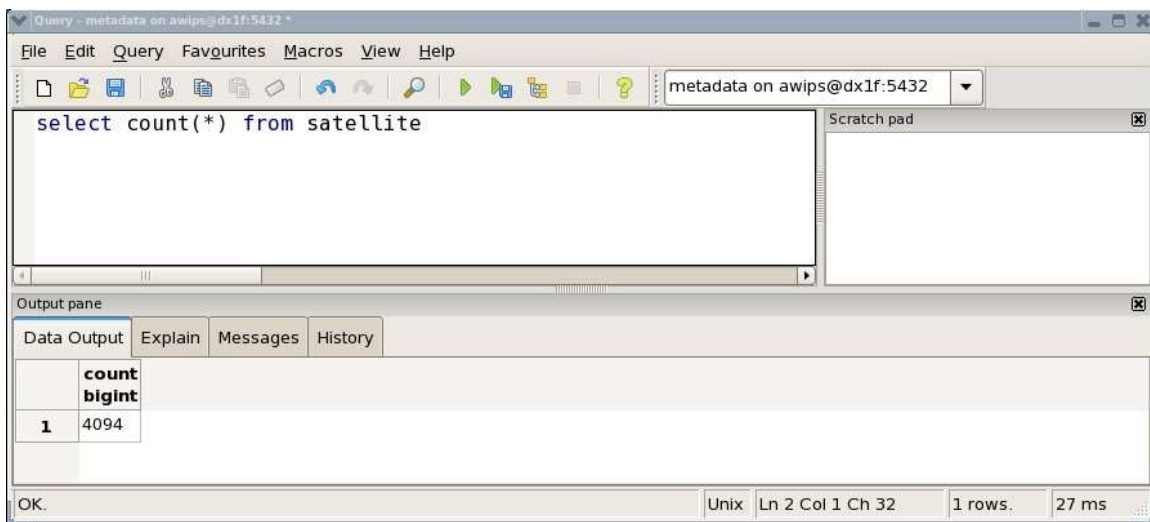 Query - metadata on awips@dx1f:5432 *
File Edit Query Favourites Macros View Help
metadata on awips@dx1f:5432
select count(*) from satellite
Scratch pad
Output pane
Data Output Explain Messages History
count
bigint
1 4094
OK. Unix Ln 2 Col 1 Ch 32 1 rows. 27 ms